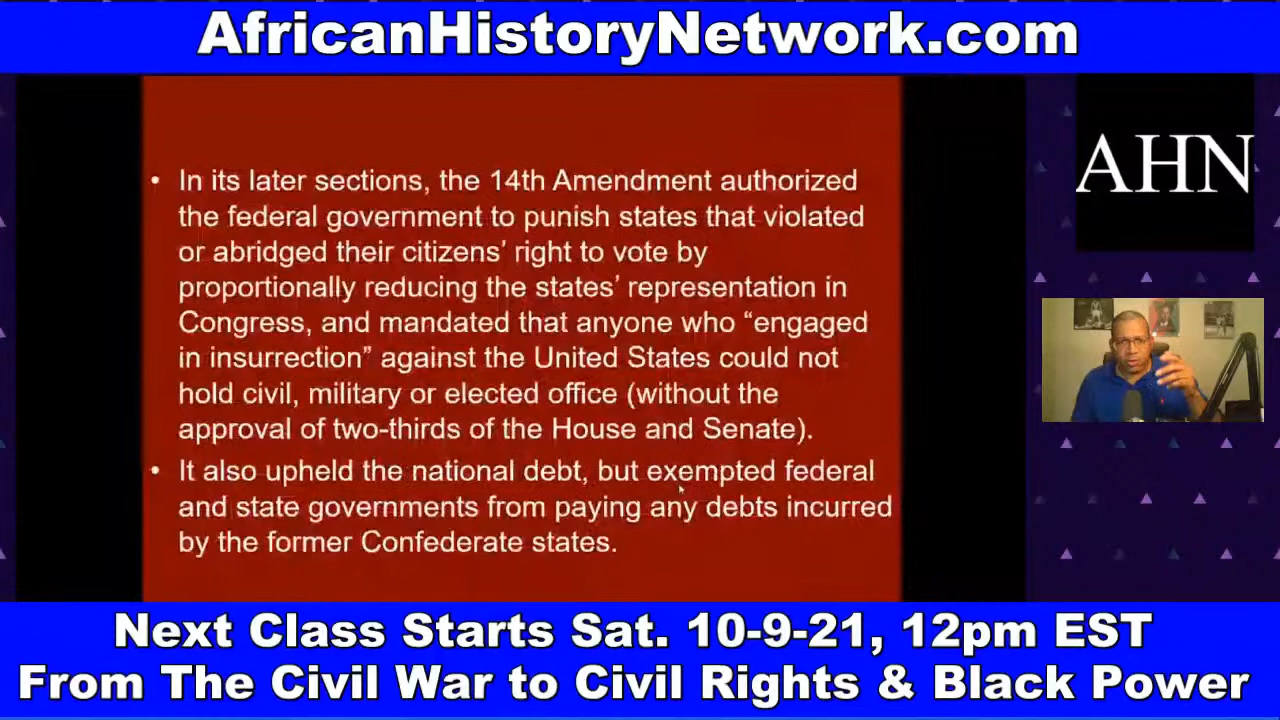 AfricanHistoryNetwork.com
AHN
• In its later sections, the 14th Amendment authorized
the federal government to punish states that violated
or abridged their citizens’ right to vote by
proportionally reducing the states’ representation in
Congress, and mandated that anyone who “engaged
in insurrection” against the United States could not
hold civil, military or elected office (without the
approval of two-thirds of the House and Senate).
• It also upheld the national debt, but exempted federal
and state governments from paying any debts incurred
by the former Confederate states.
Next Class Starts Sat. 10-9-21, 12pm EST
From The Civil War to Civil Rights & Black Power